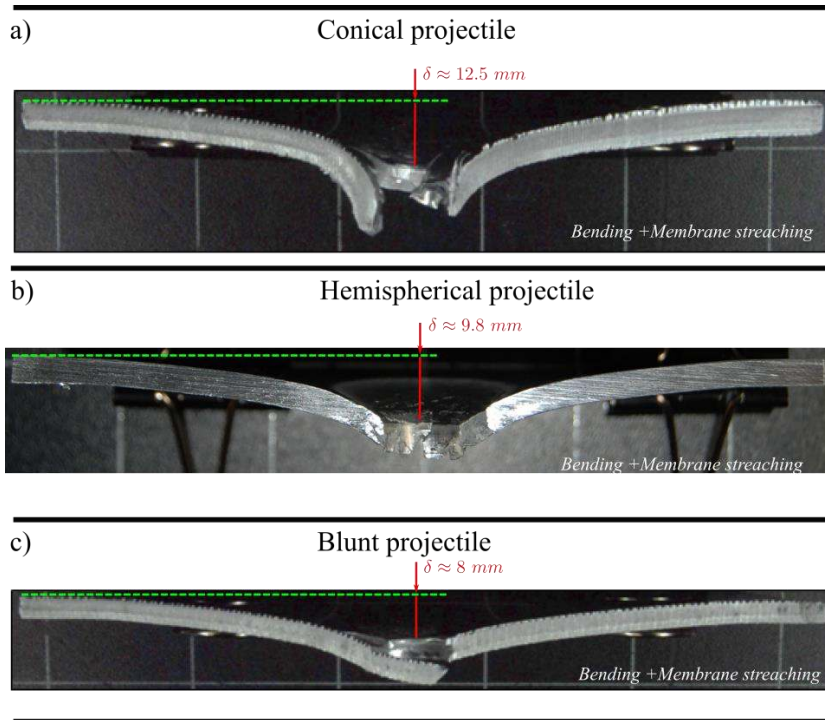 a)
Conical projectile
δ ≈ 12.5 mm
Bending +Membrane streaching
b)
Hemispherical projectile
δ ≈ 9.8 mm
Bending +Membrane streaching
c)
Blunt projectile
δ ≈ 8 mm
Bending +Membrane streaching